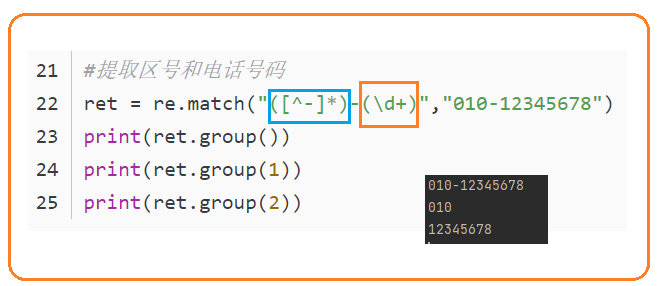 21 #提取区号和电话号码
22 ret = re.match("([^-]*)-(\d+)","010-12345678")
23 print(ret.group())
24 print(ret.group(1))
25 print(ret.group(2))
010-12345678
010
12345678